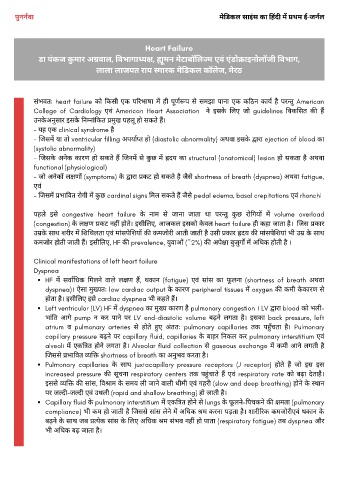 पुनर्नवा
मेडिकल साइंस का हिंदी में प्रथम ई-जर्नल
Heart Failure
डा पंकज कुमार अग्रवाल, विभागाध्यक्ष, ह्यूमन मेटाबॉलिज्म एवं एंडोक्राइनोलॉजी विभाग,
लाला लाजपत राय स्मारक मेडिकल कॉलेज, मेरठ
संभवतः heart failure को किसी एक परिभाषा में ही पूर्णरूप से समझा पाना एक कठिन कार्य है परन्तु American
College of Cardiology एवं American Heart Association ने इसके लिए जो guidelines विकसित की हैं
उनकेअनुसार इसके निम्नांकित प्रमुख पहलू हो सकते हैं।
- यह एक clinical syndrome है
- जिसमें या तो ventricular filling अपर्याप्त हो (diastolic abnormality) अथवा इसके द्वारा ejection of blood का
(systolic abnormality)
- जिसके अनेक कारण हो सकते हैं जिनमें से कुछ में ह्रदय का structural (anatomical) lesion हो सकता है अथवा
functional (physiological)
- जो अनेकों लक्षणों (symptoms) के द्वारा प्रकट हो सकते है जैसे shortness of breath (dyspnea) अथवा fatigue,
एवं
- जिसमें प्रभावित रोगी में कुछ cardinal signs मिल सकते हैं जैसे pedal edema, basal crepitations एवं rhonchi
पहले इसे congestive heart failure के नाम से जाना जाता था परन्तु कुछ रोगियों में volume overload
(congestion) के लक्षण प्रकट नहीं होते। इसीलिए, आजकल इसको केवल heart failure ही कहा जाता है। जिस प्रकार
उम्रके साथ शरीर में शिथिलता एवं मांसपेशियों की कमजोरी आती जाती है उसी प्रकार हृदय की मांसपेशियां भी उम्र के साथ
कमजोर होती जाती हैं। इसीलिए, HF की prevalence, युवाओं (~2%) की अपेक्षा बुजुर्गों में अधिक होती है ।
Clinical manifestations of left heart failure
Dyspnea
• HF में सर्वाधिक मिलने वाले लक्षण हैं, थकान (fatigue) एवं सांस का फूलना (shortness of breath अथवा
dyspnea)। ऐसा मुख्यतः low cardiac output के कारण peripheral tissues में oxygen की कमी केकारण से
होता है। इसीलिए इसे cardiac dyspnea भी कहते हैं।
• Left ventricular (LV) HF में dyspnea का मुख्य कारण है pulmonary congestion । LV द्वारा blood को भली-
भांति आगे pump न कर पाने पर LV end-diastolic volume बढ़ने लगता है। इसका back pressure, left
atrium व pulmonary arteries से होते हुए अंततः pulmonary capillaries तक पहुँचता है। Pulmonary
capillary pressure बढ़ने पर capillary fluid, capillaries के बाहर निकल कर pulmonary interstitium एवं
alveoli में एकत्रित होने लगता है। Alveolar fluid collection से gaseous exchange में कमी आने लगती है
जिससे प्रभावित व्यक्ति shortness of breath का अनुभव करता है।
• Pulmonary capillaries के साथ juxtacapillary pressure receptors (J receptor) होते हैं जो इस
increased pressure की सूचना respiratory centers तक पहुंचाते हैं एवं respiratory rate को बढ़ा देताहैं।
इससे व्यक्ति की सांस, विश्राम के समय ली जाने वाली धीमी एवं गहरी (slow and deep breathing) होने के स्थान
पर जल्दी-जल्दी एवं उथली (rapid and shallow breathing) हो जाती है।
• Capillary fluid के pulmonary interstitium में एकत्रित होने से lungs के फूलने-पिचकने की क्षमता (pulmonary
compliance) भी कम हो जाती है जिससे सांस लेने में अधिक श्रम करना पड़ता है। शारीरिक कमजोरीएवं थकान के
बढ़ने के साथ जब प्रत्येक सांस के लिए अधिक श्रम संभव नहीं हो पाता (respiratory fatigue) तब dyspnea और
भी अधिक बढ़ जाता है।